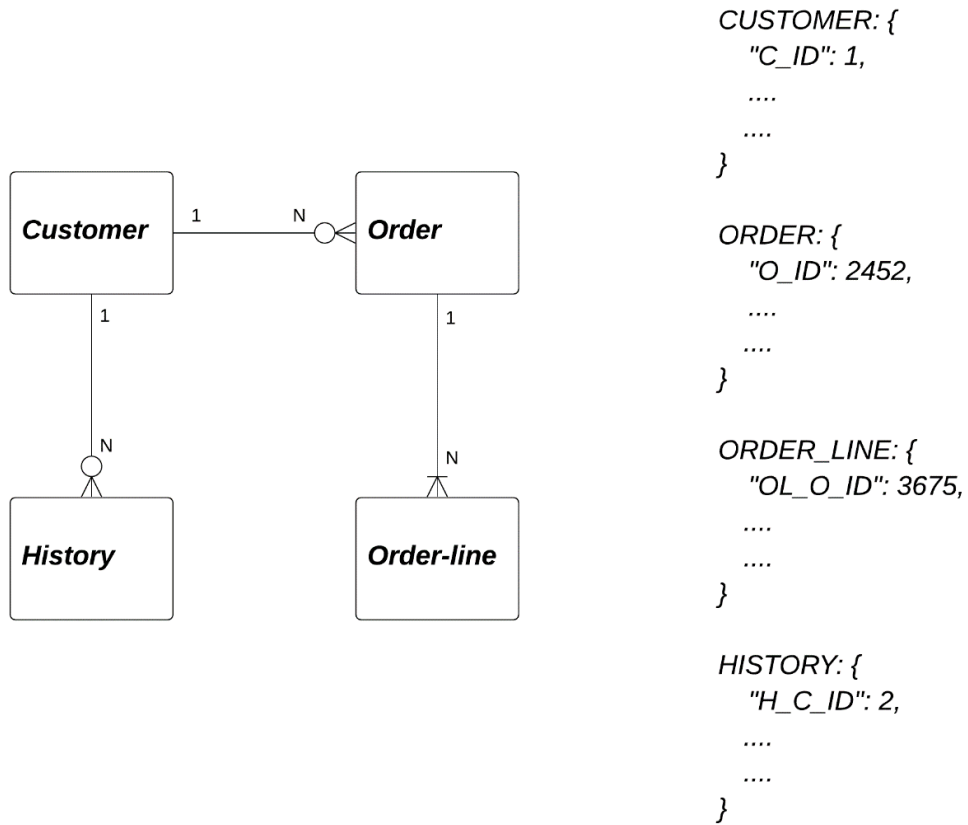 Customer
1
N
Order
1
N
History
1
N
Order-line
CUSTOMER: {
"C_ID": 1,
....
....
}
ORDER: {
"O_ID": 2452,
....
....
}
ORDER_LINE: {
"OL_O_ID": 3675,
....
....
}
HISTORY: {
"H_C_ID": 2,
....
....
}